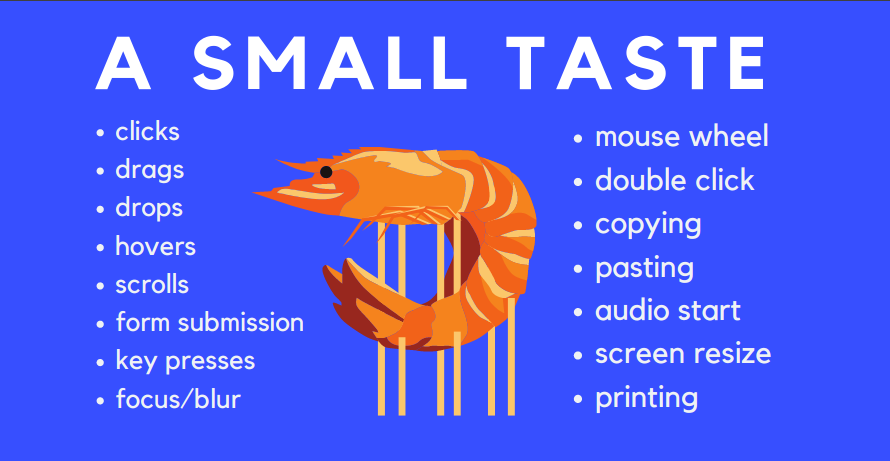 A SMALL TASTE
• clicks
• drags
• drops
• hovers
• scrolls
• form submission
• key presses
• focus/blur
• mouse wheel
• double click
• copying
• pasting
• audio start
• screen resize
• printing